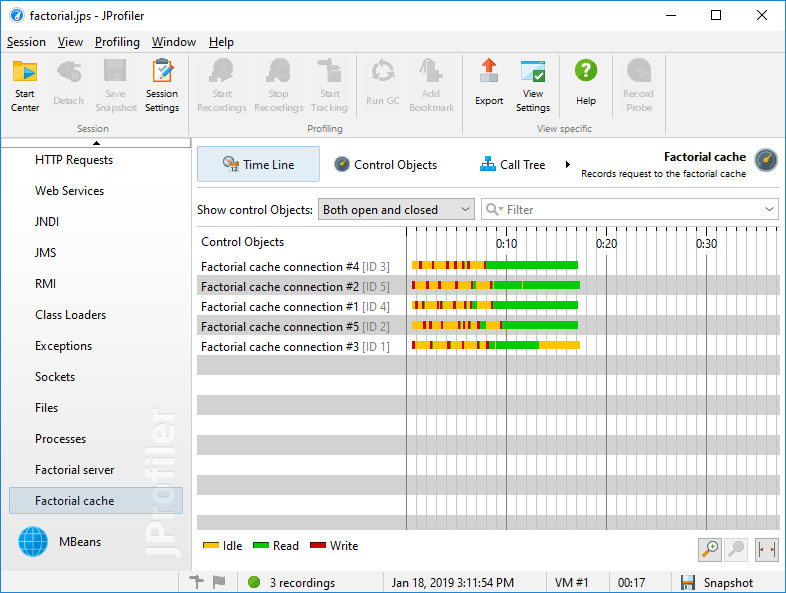 factorial.jps - JProfiler
Session View Profiling Window Help
Start Center
Detach
Save Snapshot
Session Settings
Start Recordings
Stop Recordings
Start Tracking
Run GC
Add Bookmark
Export
View Settings
Help
Record Probe
Session
Profiling
View specific
HTTP Requests
Web Services
JNDI
JMS
RMI
Class Loaders
Exceptions
Sockets
Files
Processes
Factorial server
Factorial cache
MBeans
JProfiler
Time Line
Control Objects
Call Tree
Factorial cache
Records request to the factorial cache
Show control Objects: Both open and closed Filter
Control Objects 0:10 0:20 0:30
Factorial cache connection #4 [ID 3]
Factorial cache connection #2 [ID 5]
Factorial cache connection #1 [ID 4]
Factorial cache connection #5 [ID 2]
Factorial cache connection #3 [ID 1]
Idle Read Write
3 recordings Jan 18, 2019 3:11:54 PM VM #1 00:17 Snapshot